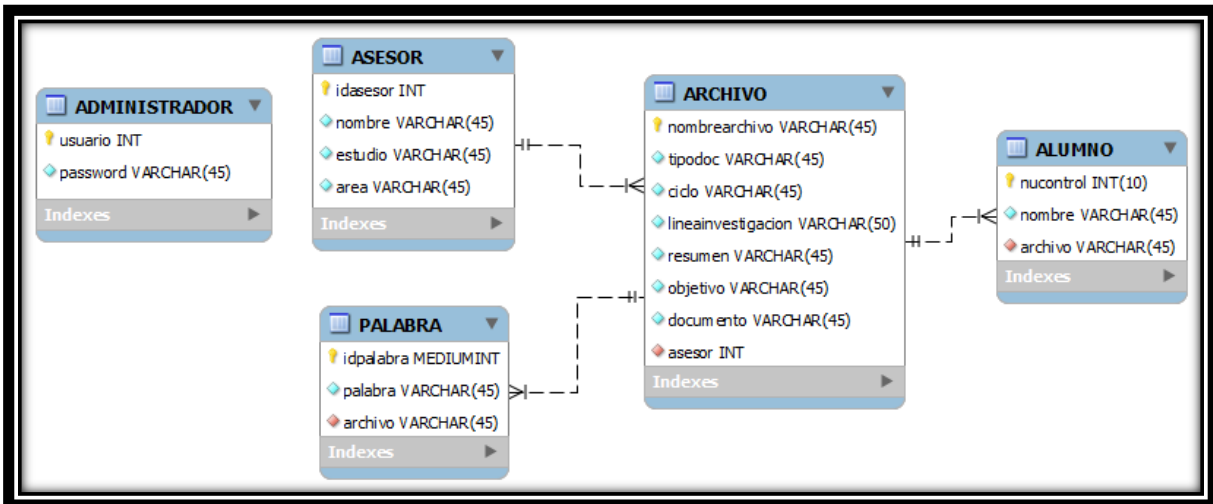 ADMINISTRADOR
usuario INT
password VARCHAR(45)
Indexes
ASESOR
idasesor INT
nombre VARCHAR(45)
estudio VARCHAR(45)
area VARCHAR(45)
Indexes
PALABRA
idpalabra MEDIUMINT
palabra VARCHAR(45)
archivo VARCHAR(45)
Indexes
ARCHIVO
nombrearchivo VARCHAR(45)
tipodoc VARCHAR(45)
ciclo VARCHAR(45)
lineainvestigacion VARCHAR(50)
resumen VARCHAR(45)
objetivo VARCHAR(45)
documento VARCHAR(45)
asesor INT
Indexes
ALUMNO
nucontrol INT(10)
nombre VARCHAR(45)
archivo VARCHAR(45)
Indexes